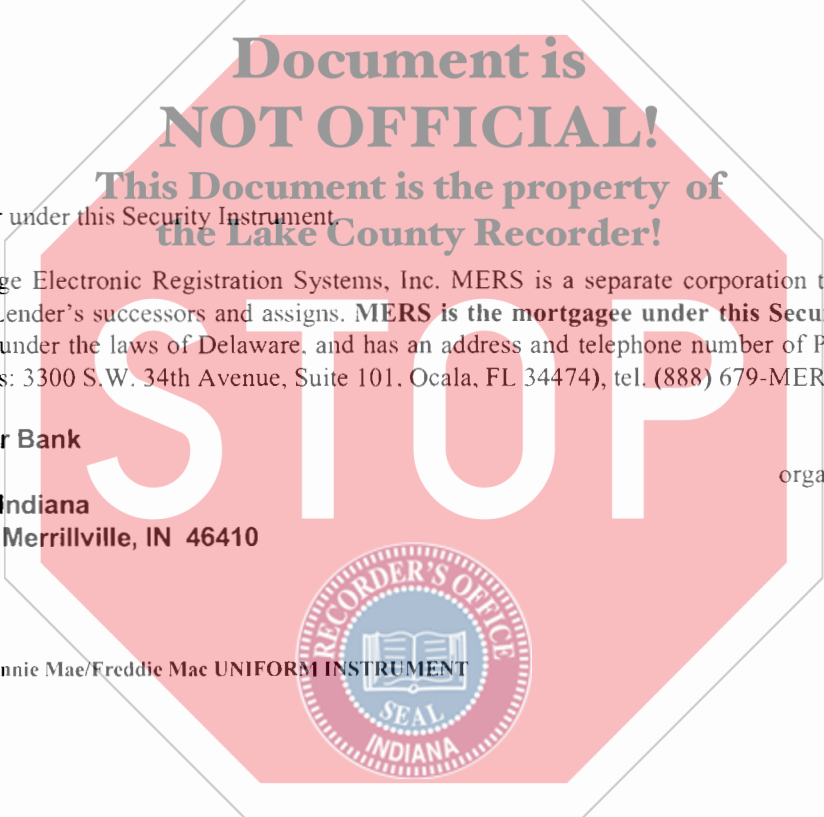 Document is
NOT OFFICIAL!
This Document is the property of
the Lake County Recorder!
under this Security Instrument.
ge Electronic Registration Systems, Inc. MERS is a separate corporation t
Lender's successors and assigns. MERS is the mortgagee under this Secu
under the laws of Delaware, and has an address and telephone number of P
s: 3300 S.W. 34th Avenue, Suite 101, Ocala, FL 34474), tel. (888) 679-MER
r Bank
orga
Indiana
Merrillville, IN 46410
STOP
nnie Mae/Freddie Mac UNIFORM INSTRUMENT
RECORDER'S OFFICE
SEAL
INDIANA